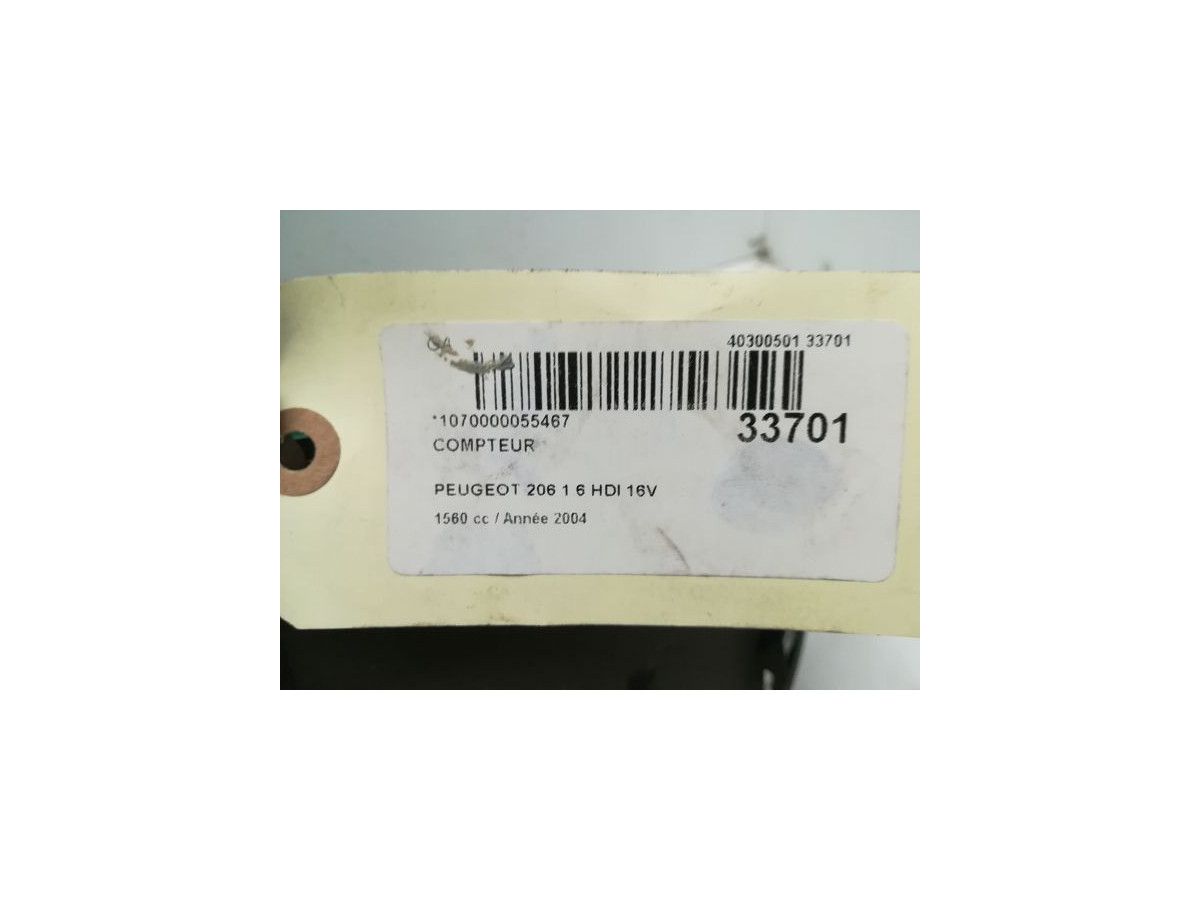 40300501 33701
*1070000055467
33701
COMPTEUR
PEUGEOT 206 1 6 HDI 16V
1560 cc / Année 2004